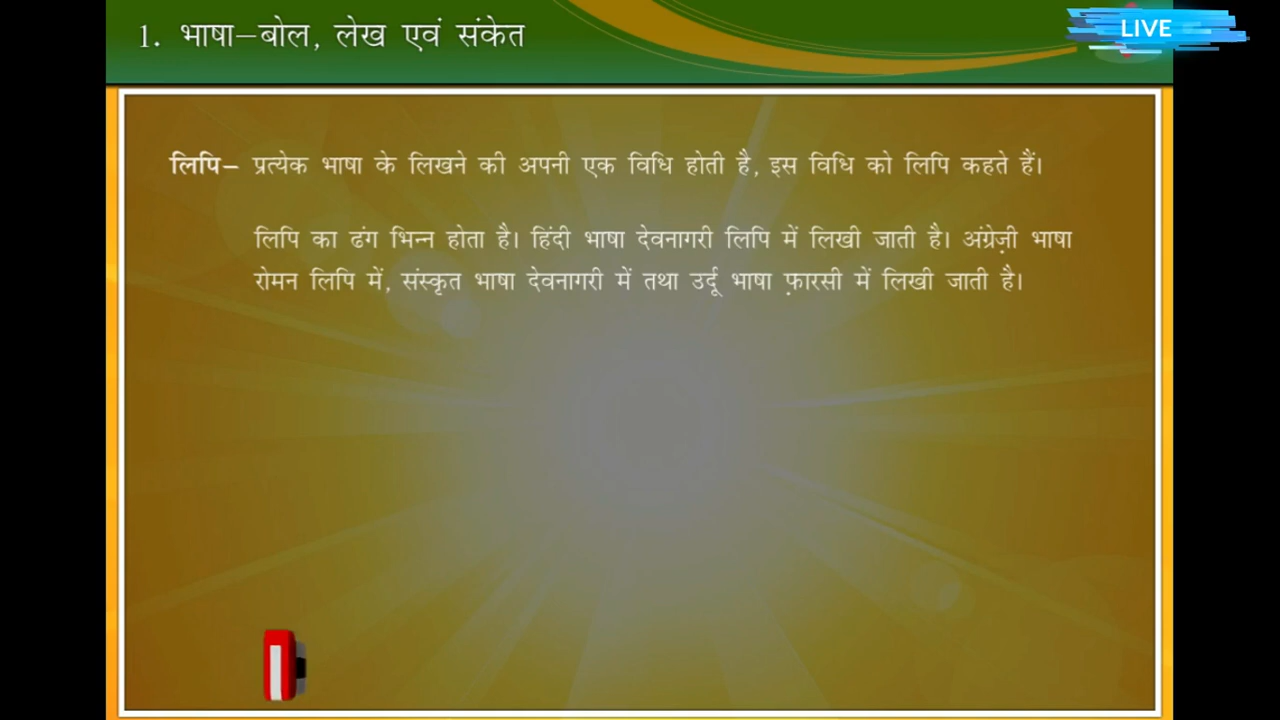 1. भाषा–बोल, लेख एवं संकेत
LIVE
लिपि– प्रत्येक भाषा के लिखने की अपनी एक विधि होती है, इस विधि को लिपि कहते हैं।
लिपि का ढंग भिन्न होता है। हिंदी भाषा देवनागरी लिपि में लिखी जाती है। अंग्रेज़ी भाषा
रोमन लिपि में, संस्कृत भाषा देवनागरी में तथा उर्दू भाषा फ़ारसी में लिखी जाती है।